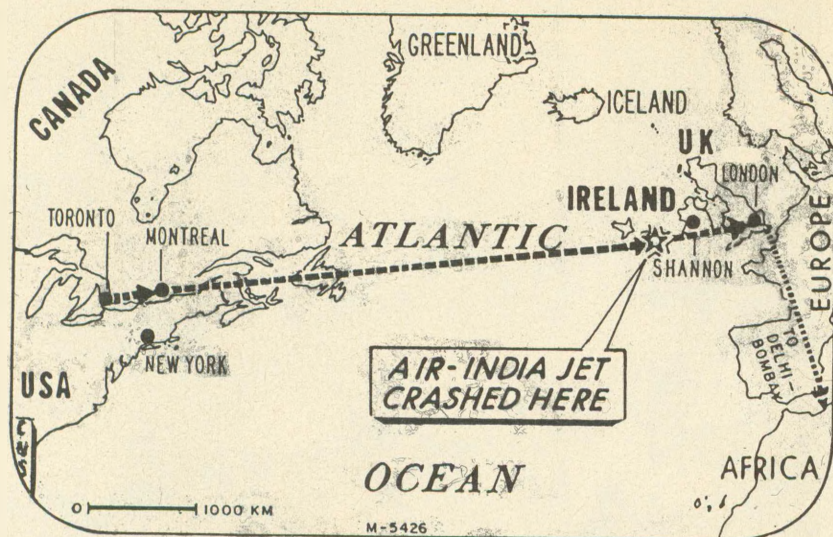 GREENLAND
CANADA
ICELAND
UK
LONDON
IRELAND
TORONTO
MONTREAL
ATLANTIC
SHANNON
EUROPE
NEW YORK
USA
AIR-INDIA JET
CRASHED HERE
TO
DELHI-
BOMBAY
AFRICA
OCEAN
0 1000 KM
M-5426